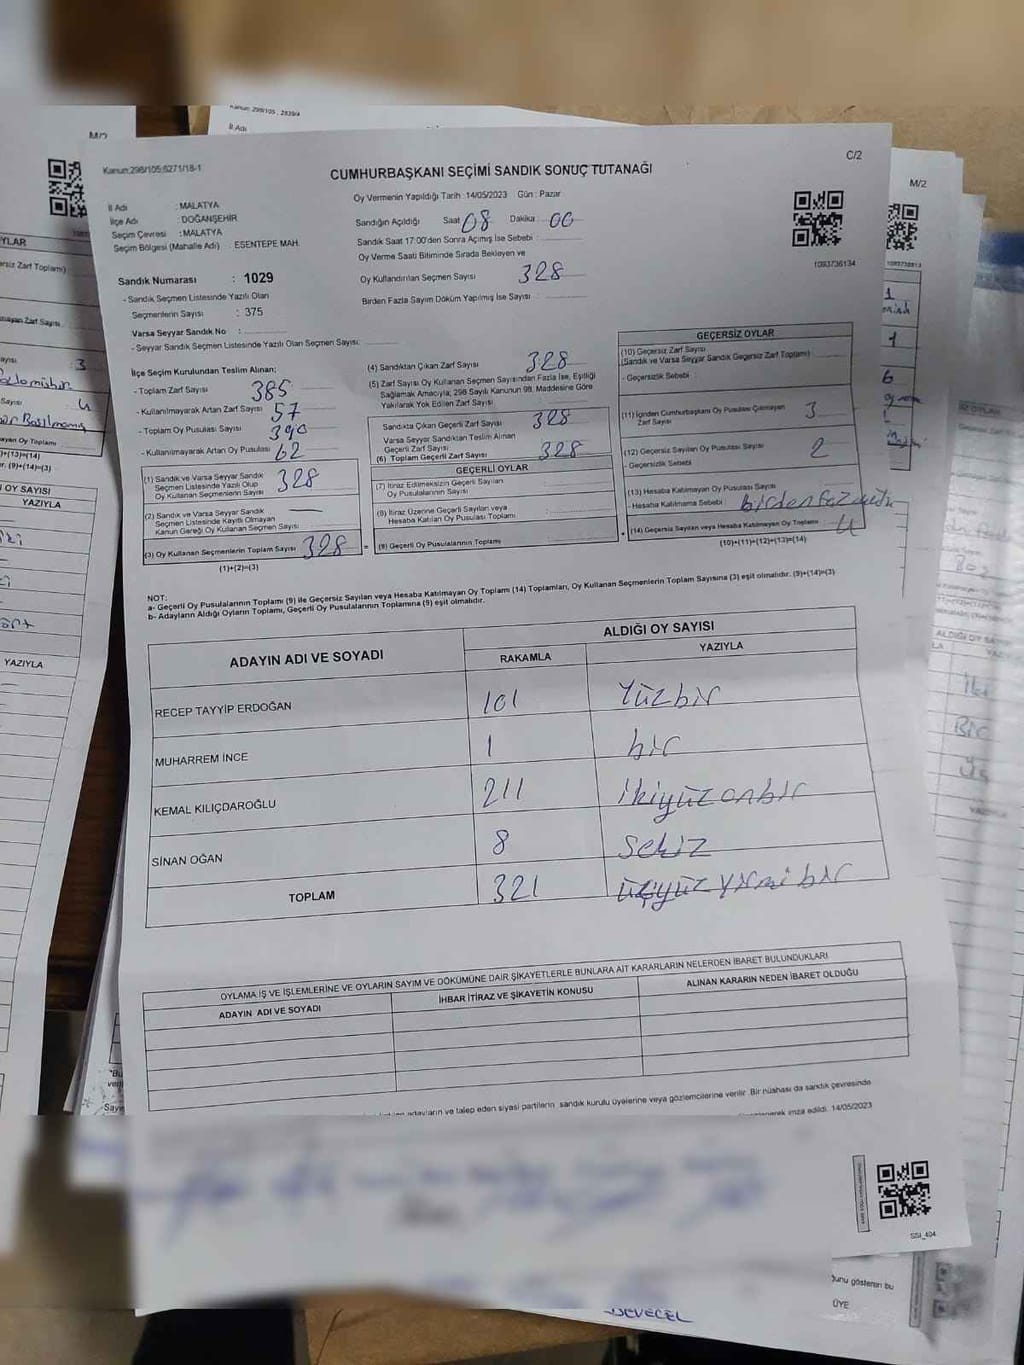 Kanun: 298/105 , 2839/4
İl Adı
M/2
Kanun:298/105;6271/18-1
CUMHURBAŞKANI SEÇİMİ SANDIK SONUÇ TUTANAĞI
C/2
M/2
Oy Vermenin Yapıldığı Tarih :14/05/2023 Gün : Pazar
İl Adı : MALATYA
İlçe Adı : DOĞANŞEHİR
Seçim Çevresi : MALATYA
Seçim Bölgesi (Mahalle Adı) : ESENTEPE MAH.
Sandığın Açıldığı Saat 08 Dakika : 00
Sandık Saat 17:00'den Sonra Açımış İse Sebebi :
Oy Verme Saati Bitiminde Sırada Bekleyen ve
Oy Kullandırılan Seçmen Sayısı 328
Birden Fazla Sayım Döküm Yapılmış İse Sayısı :
1093736134
Sandık Numarası : 1029
- Sandık Seçmen Listesinde Yazılı Olan
Seçmenlerin Sayısı : 375
Varsa Seyyar Sandık No :
- Seyyar Sandık Seçmen Listesinde Yazılı Olan Seçmen Sayısı:
İlçe Seçim Kurulundan Teslim Alınan;
- Toplam Zarf Sayısı 385
- Kullanılmayarak Artan Zarf Sayısı 57
- Toplam Oy Pusulası Sayısı 390
- Kullanılmayarak Artan Oy Pusulası 62
(1) Sandık ve Varsa Seyyar Sandık
Seçmen Listesinde Yazılı Olup
Oy Kullanan Seçmenlerin Sayısı 328
(2) Sandık ve Varsa Seyyar Sandık
Seçmen Listesinde Kayıtlı Olmayan
Kanun Gereği Oy Kullanan Seçmen Sayısı
(3) Oy Kullanan Seçmenlerin Toplam Sayısı 328
(1)+(2)=(3)
(4) Sandıktan Çıkan Zarf Sayısı 328
(5) Zarf Sayısı Oy Kullanan Seçmen Sayısından Fazla İse, Eşitliği
Sağlamak Amacıyla; 298 Sayılı Kanunun 98. Maddesine Göre
Yakılarak Yok Edilen Zarf Sayısı
Sandıkta Çıkan Geçerli Zarf Sayısı 328
Varsa Seyyar Sandıktan Teslim Alınan
Geçerli Zarf Sayısı
(6) Toplam Geçerli Zarf Sayısı 328
GEÇERLİ OYLAR
(7) İtiraz Edilmeksizin Geçerli Sayılan
Oy Pusulasının Sayısı
(8) İtiraz Üzerine Geçerli Sayılan veya
Hesaba Katılan Oy Pusulası Toplamı
(9) Geçerli Oy Pusulalarının Toplamı
GEÇERSİZ OYLAR
(10) Geçersiz Zarf Sayısı
(Sandık ve Varsa Seyyar Sandık Geçersiz Zarf Toplamı)
- Geçersizlik Sebebi :
(11) İçinden Cumhurbaşkanı Oy Pusulası Çıkmayan
Zarf Sayısı 3
(12) Geçersiz Sayılan Oy Pusulası Sayısı 2
- Geçersizlik Sebebi
(13) Hesaba Katılmayan Oy Pusulası Sayısı
- Hesaba Katılmama Sebebi :
(14) Geçersiz Sayılan veya Hesaba Katılmayan Oy Toplamı : 4
(10)+(11)+(12)+(13)=(14)
NOT:
a- Geçerli Oy Pusulalarının Toplamı (9) ile Geçersiz Sayılan veya Hesaba Katılmayan Oy Toplamı (14) Toplamları, Oy Kullanan Seçmenlerin Toplam Sayısına (3) eşit olmalıdır. (9)+(14)=(3)
b- Adayların Aldığı Oyların Toplamı, Geçerli Oy Pusulalarının Toplamına (9) eşit olmalıdır.
ADAYIN ADI VE SOYADI
ALDIĞI OY SAYISI
RAKAMLA YAZIYLA
RECEP TAYYİP ERDOĞAN 101 Yüzbir
MUHARREM İNCE 1 bir
KEMAL KILIÇDAROĞLU 211 ikiyüzonbir
SİNAN OĞAN 8 sekiz
TOPLAM 321 üçyüzyirmi bir
OYLAMA İŞ VE İŞLEMLERİNE VE OYLARIN SAYIM VE DÖKÜMÜNE DAİR ŞİKAYETLERLE BUNLARA AİT KARARLARIN NELERDEN İBARET BULUNDUKLARI
ADAYIN ADI VE SOYADI
İHBAR İTİRAZ VE ŞİKAYETİN KONUSU
ALINAN KARARIN NEDEN İBARET OLDUĞU
adayların ve talep eden siyasi partilerin sandık kurulu üyelerine veya gözlemcilerine verilir. Bir nüshası da sandık çevresinde
imza edildi. 14/05/2023
SSİ_404
gösteren bu
ÜYE